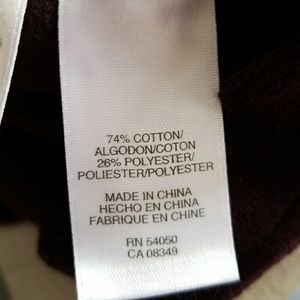 74% COTTON/
ALGODON/COTON
26% POLYESTER/
POLIESTER/POLYESTER
MADE IN CHINA
HECHO EN CHINA
FABRIQUE EN CHINE
RN 54050
CA 08349